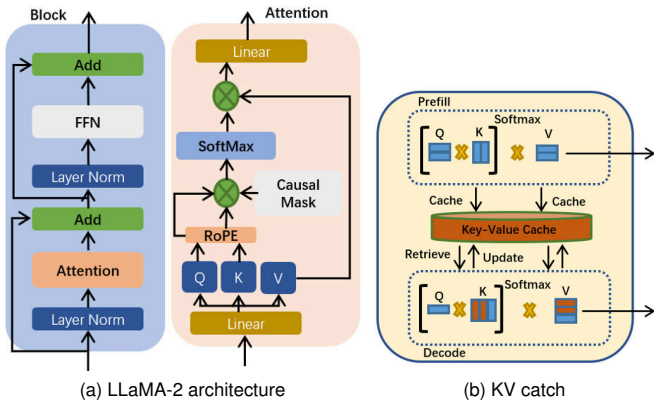 Block
Add
FFN
Layer Norm
Add
Attention
Layer Norm
Attention
Linear
SoftMax
Causal
Mask
RoPE
Q K V
Linear
(a) LLaMA-2 architecture
Prefill
Softmax
Q K V
Cache Cache
Key-Value Cache
Retrieve Update
Softmax
Q K V
Decode
(b) KV catch